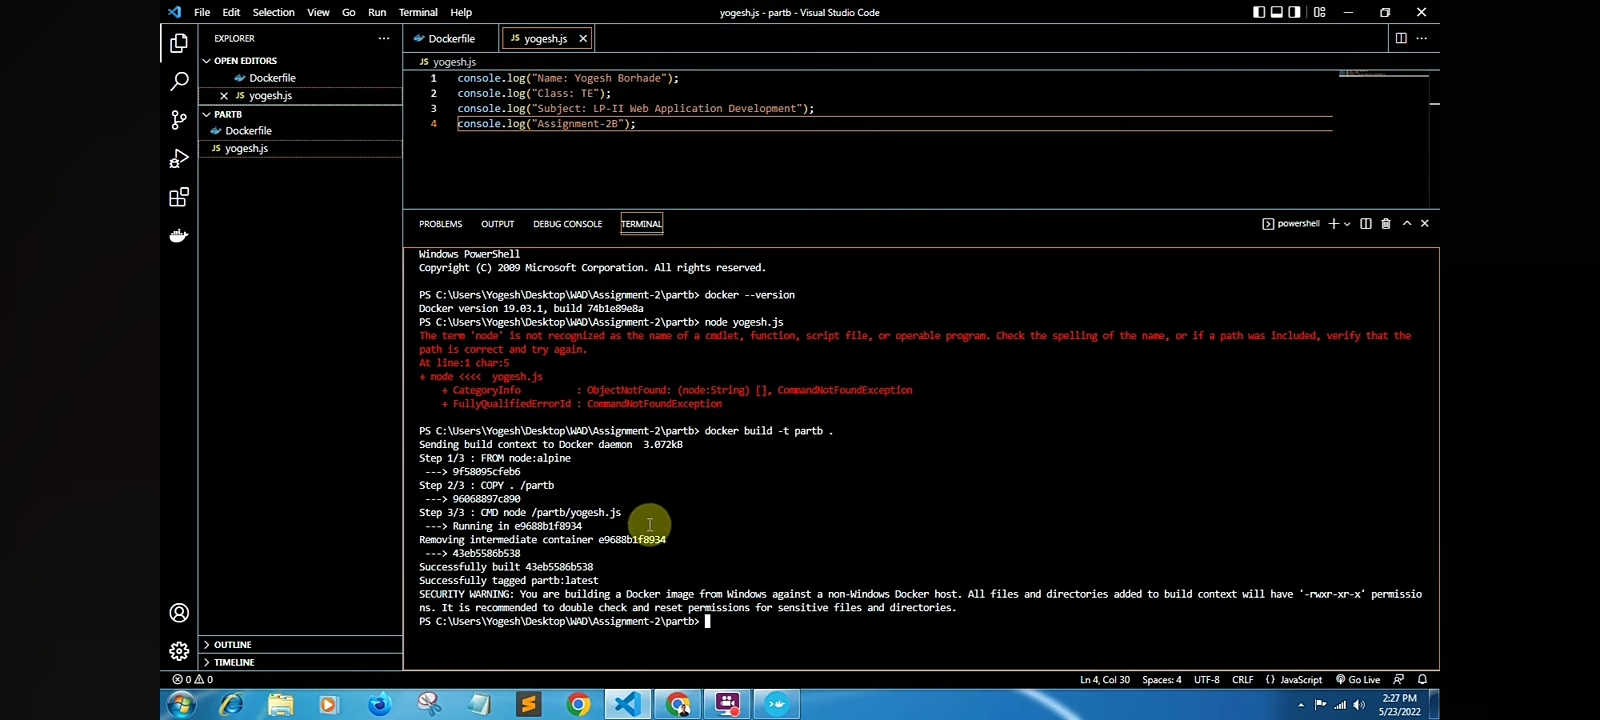 File Edit Selection View Go Run Terminal Help
yogesh.js - partb - Visual Studio Code
EXPLORER
OPEN EDITORS
Dockerfile
JS yogesh.js
PARTB
Dockerfile
JS yogesh.js
OUTLINE
TIMELINE
Dockerfile
JS yogesh.js
JS yogesh.js
1 console.log("Name: Yogesh Borhade");
2 console.log("Class: TE");
3 console.log("Subject: LP-II Web Application Development");
4 console.log("Assignment-2B");
PROBLEMS OUTPUT DEBUG CONSOLE TERMINAL
powershell
Windows PowerShell
Copyright (C) 2009 Microsoft Corporation. All rights reserved.
PS C:\Users\Yogesh\Desktop\WAD\Assignment-2\partb> docker --version
Docker version 19.03.1, build 74b1e89e8a
PS C:\Users\Yogesh\Desktop\WAD\Assignment-2\partb> node yogesh.js
The term 'node' is not recognized as the name of a cmdlet, function, script file, or operable program. Check the spelling of the name, or if a path was included, verify that the
path is correct and try again.
At line:1 char:5
+ node <<<< yogesh.js
+ CategoryInfo : ObjectNotFound: (node:String) [], CommandNotFoundException
+ FullyQualifiedErrorId : CommandNotFoundException
PS C:\Users\Yogesh\Desktop\WAD\Assignment-2\partb> docker build -t partb .
Sending build context to Docker daemon 3.072kB
Step 1/3 : FROM node:alpine
---> 9f58095cfeb6
Step 2/3 : COPY . /partb
---> 96068897c890
Step 3/3 : CMD node /partb/yogesh.js
---> Running in e9688b1f8934
Removing intermediate container e9688b1f8934
---> 43eb5586b538
Successfully built 43eb5586b538
Successfully tagged partb:latest
SECURITY WARNING: You are building a Docker image from Windows against a non-Windows Docker host. All files and directories added to build context will have '-rwxr-xr-x' permissio
ns. It is recommended to double check and reset permissions for sensitive files and directories.
PS C:\Users\Yogesh\Desktop\WAD\Assignment-2\partb>
0 0
Ln 4, Col 30 Spaces: 4 UTF-8 CRLF {} JavaScript Go Live
2:27 PM
5/23/2022